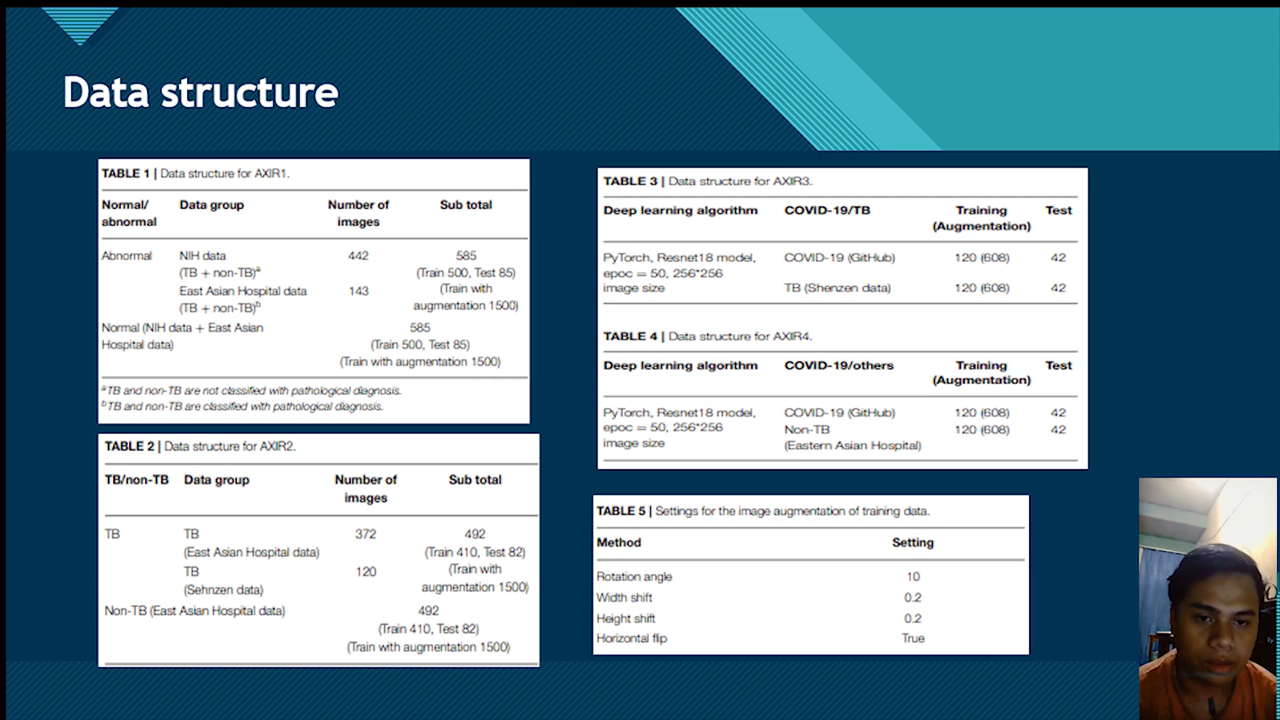 Data structure
TABLE 1 | Data structure for AXIR1.
Normal/ Data group Number of Sub total
abnormal images
Abnormal NIH data 442 585
(TB + non-TB)a (Train 500, Test 85)
East Asian Hospital data 143 (Train with
(TB + non-TB)b augmentation 1500)
Normal (NIH data + East Asian 585
Hospital data) (Train 500, Test 85)
(Train with augmentation 1500)
a TB and non-TB are not classified with pathological diagnosis.
b TB and non-TB are classified with pathological diagnosis.
TABLE 2 | Data structure for AXIR2.
TB/non-TB Data group Number of Sub total
images
TB TB 372 492
(East Asian Hospital data) (Train 410, Test 82)
TB 120 (Train with
(Sehnzen data) augmentation 1500)
Non-TB (East Asian Hospital data) 492
(Train 410, Test 82)
(Train with augmentation 1500)
TABLE 3 | Data structure for AXIR3.
Deep learning algorithm COVID-19/TB Training Test
(Augmentation)
PyTorch, Resnet18 model, COVID-19 (GitHub) 120 (608) 42
epoc = 50, 256*256
image size TB (Shenzen data) 120 (608) 42
TABLE 4 | Data structure for AXIR4.
Deep learning algorithm COVID-19/others Training Test
(Augmentation)
PyTorch, Resnet18 model, COVID-19 (GitHub) 120 (608) 42
epoc = 50, 256*256 Non-TB 120 (608) 42
image size (Eastern Asian Hospital)
TABLE 5 | Settings for the image augmentation of training data.
Method Setting
Rotation angle 10
Width shift 0.2
Height shift 0.2
Horizontal flip True